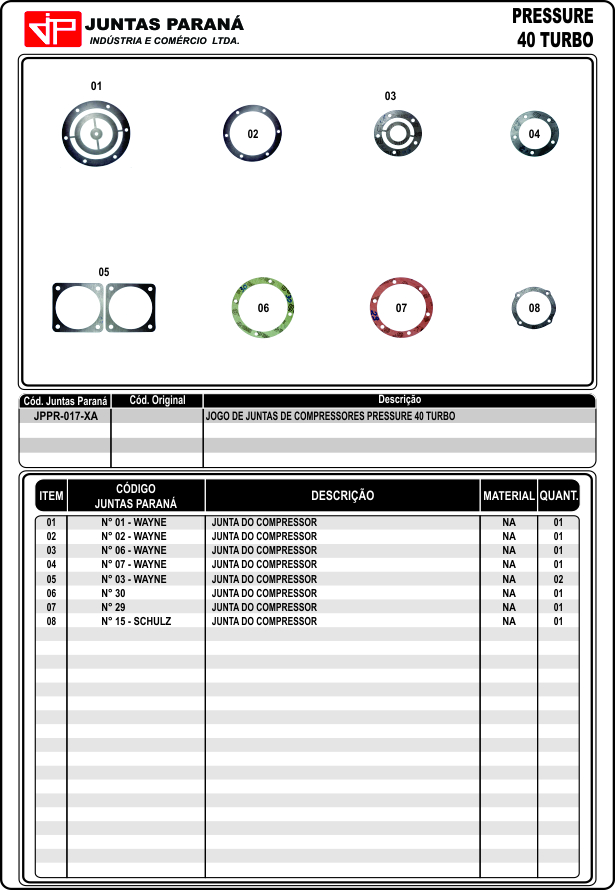 JP JUNTAS PARANÁ
INDÚSTRIA E COMÉRCIO LTDA.
PRESSURE
40 TURBO
01
02
03
04
05
06
07
08
Cód. Juntas Paraná Cód. Original Descrição
JPPR-017-XA JOGO DE JUNTAS DE COMPRESSORES PRESSURE 40 TURBO
ITEM CÓDIGO JUNTAS PARANÁ DESCRIÇÃO MATERIAL QUANT.
01 N° 01 - WAYNE JUNTA DO COMPRESSOR NA 01
02 N° 02 - WAYNE JUNTA DO COMPRESSOR NA 01
03 N° 06 - WAYNE JUNTA DO COMPRESSOR NA 01
04 N° 07 - WAYNE JUNTA DO COMPRESSOR NA 01
05 N° 03 - WAYNE JUNTA DO COMPRESSOR NA 02
06 N° 30 JUNTA DO COMPRESSOR NA 01
07 N° 29 JUNTA DO COMPRESSOR NA 01
08 N° 15 - SCHULZ JUNTA DO COMPRESSOR NA 01